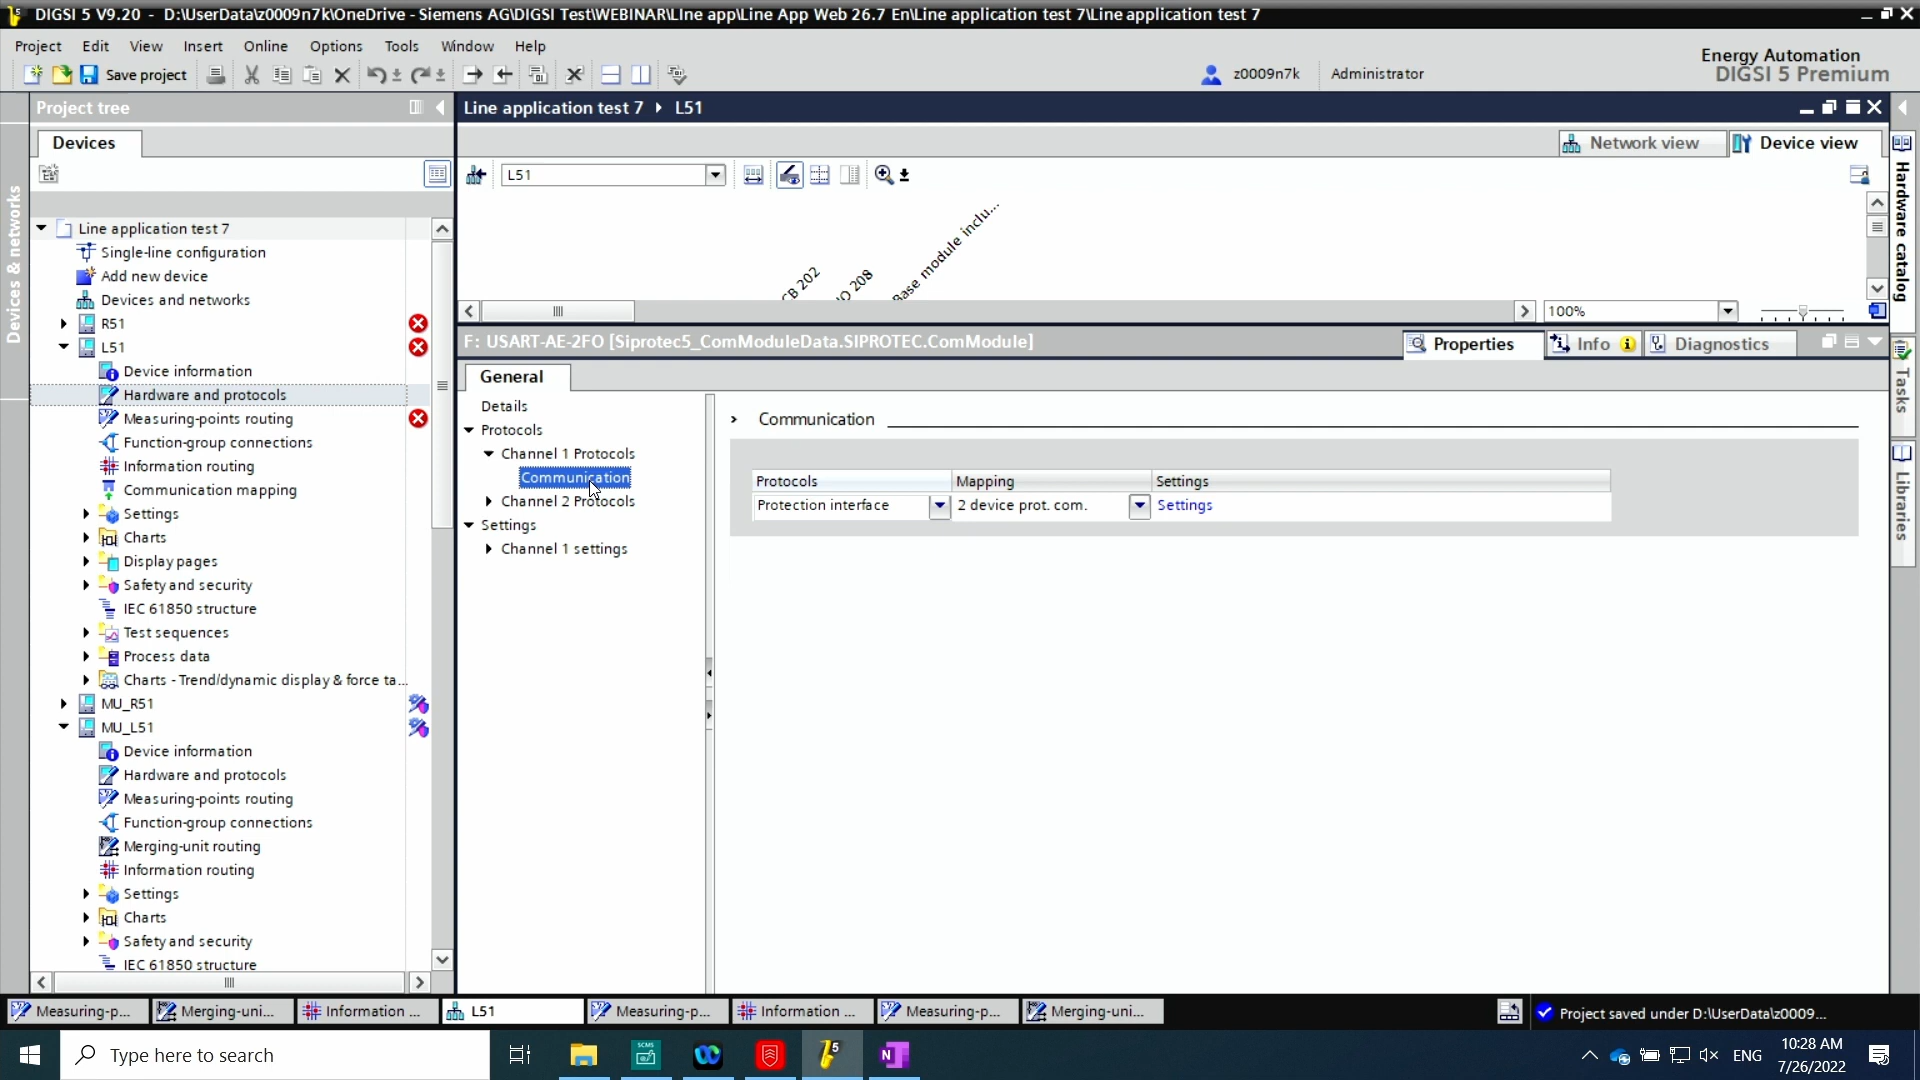 DIGSI 5 V9.20 - D:\UserData\z0009n7k\OneDrive - Siemens AG\DIGSI Test\WEBINAR\LIne app\Line App Web 26.7 En\Line application test 7\Line application test 7
Project Edit View Insert Online Options Tools Window Help
Energy Automation
DIGSI 5 Premium
Save project
z0009n7k
Administrator
Project tree
Line application test 7 L51
Devices
Network view
Device view
L51
Devices & networks
Hardware catalog
Tasks
Libraries
Line application test 7
Single-line configuration
Add new device
Devices and networks
R51
L51
Device information
Hardware and protocols
Measuring-points routing
Function-group connections
Information routing
Communication mapping
Settings
Charts
Display pages
Safety and security
IEC 61850 structure
Test sequences
Process data
Charts - Trend/dynamic display & force ta...
MU_R51
MU_L51
Device information
Hardware and protocols
Measuring-points routing
Function-group connections
Merging-unit routing
Information routing
Settings
Charts
Safety and security
IEC 61850 structure
CB 202
IO 208
Base module inclu...
100%
F: USART-AE-2FO [Siprotec5_ComModuleData.SIPROTEC.ComModule]
Properties
Info
Diagnostics
General
Details
Protocols
Channel 1 Protocols
Communication
Channel 2 Protocols
Settings
Channel 1 settings
Communication
Protocols Mapping Settings
Protection interface 2 device prot. com. Settings
Measuring-p...
Merging-uni...
Information ...
L51
Measuring-p...
Information ...
Measuring-p...
Merging-uni...
Project saved under D:\UserData\z0009...
Type here to search
SCMS
ENG
10:28 AM
7/26/2022